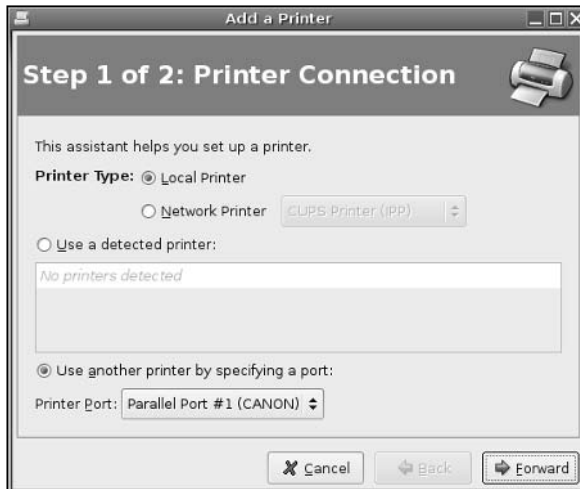 Add a Printer
Step 1 of 2: Printer Connection
This assistant helps you set up a printer.
Printer Type: Local Printer
Network Printer CUPS Printer (IPP)
Use a detected printer:
No printers detected
Use another printer by specifying a port:
Printer Port: Parallel Port #1 (CANON)
Cancel Back Forward